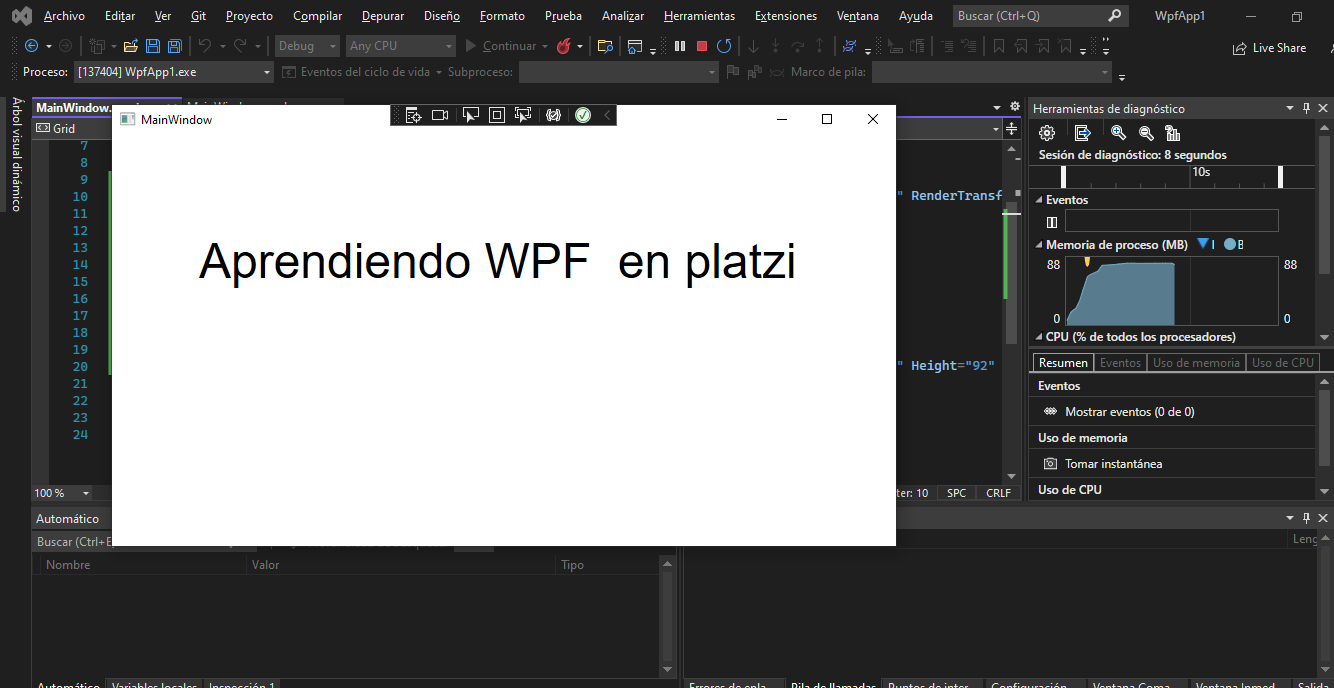 Archivo Editar Ver Git Proyecto Compilar Depurar Diseño Formato Prueba Analizar Herramientas Extensiones Ventana Ayuda Buscar (Ctrl+Q) WpfApp1
Debug Any CPU Continuar Live Share
Proceso: [137404] WpfApp1.exe Eventos del ciclo de vida Subproceso: Marco de pila:
Árbol visual dinámico
MainWindow.
Grid
MainWindow
7
8
9
10 " RenderTransf
11
12
13
14
15
16
17
18
19
20 " Height="92"
21
22
23
24
Aprendiendo WPF en platzi
100 % ter: 10 SPC CRLF
Herramientas de diagnóstico
Sesión de diagnóstico: 8 segundos
10s
Eventos
Memoria de proceso (MB) I B
88 88
0 0
CPU (% de todos los procesadores)
Resumen Eventos Uso de memoria Uso de CPU
Eventos
Mostrar eventos (0 de 0)
Uso de memoria
Tomar instantánea
Uso de CPU
Automático
Buscar (Ctrl+E
Nombre Valor Tipo
Leng
Automático Variables locales Inspección 1
Errores de enla... Pila de llamadas Puntos de inter... Configuración... Ventana Coma... Ventana Inmed... Salida